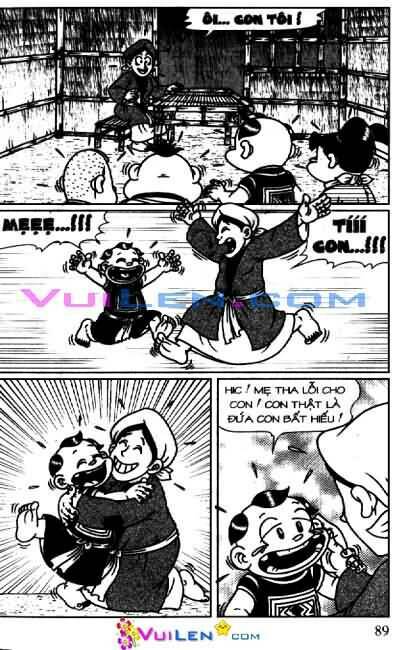 ÔI... CON TÔI!
MẸẸẸ...!!!
TÍÍÍ
CON...!!!
VUILEN.COM
HIC! MẸ THA LỖI CHO
CON! CON THẬT LÀ
ĐỨA CON BẤT HIẾU!
89
VUILEN.COM